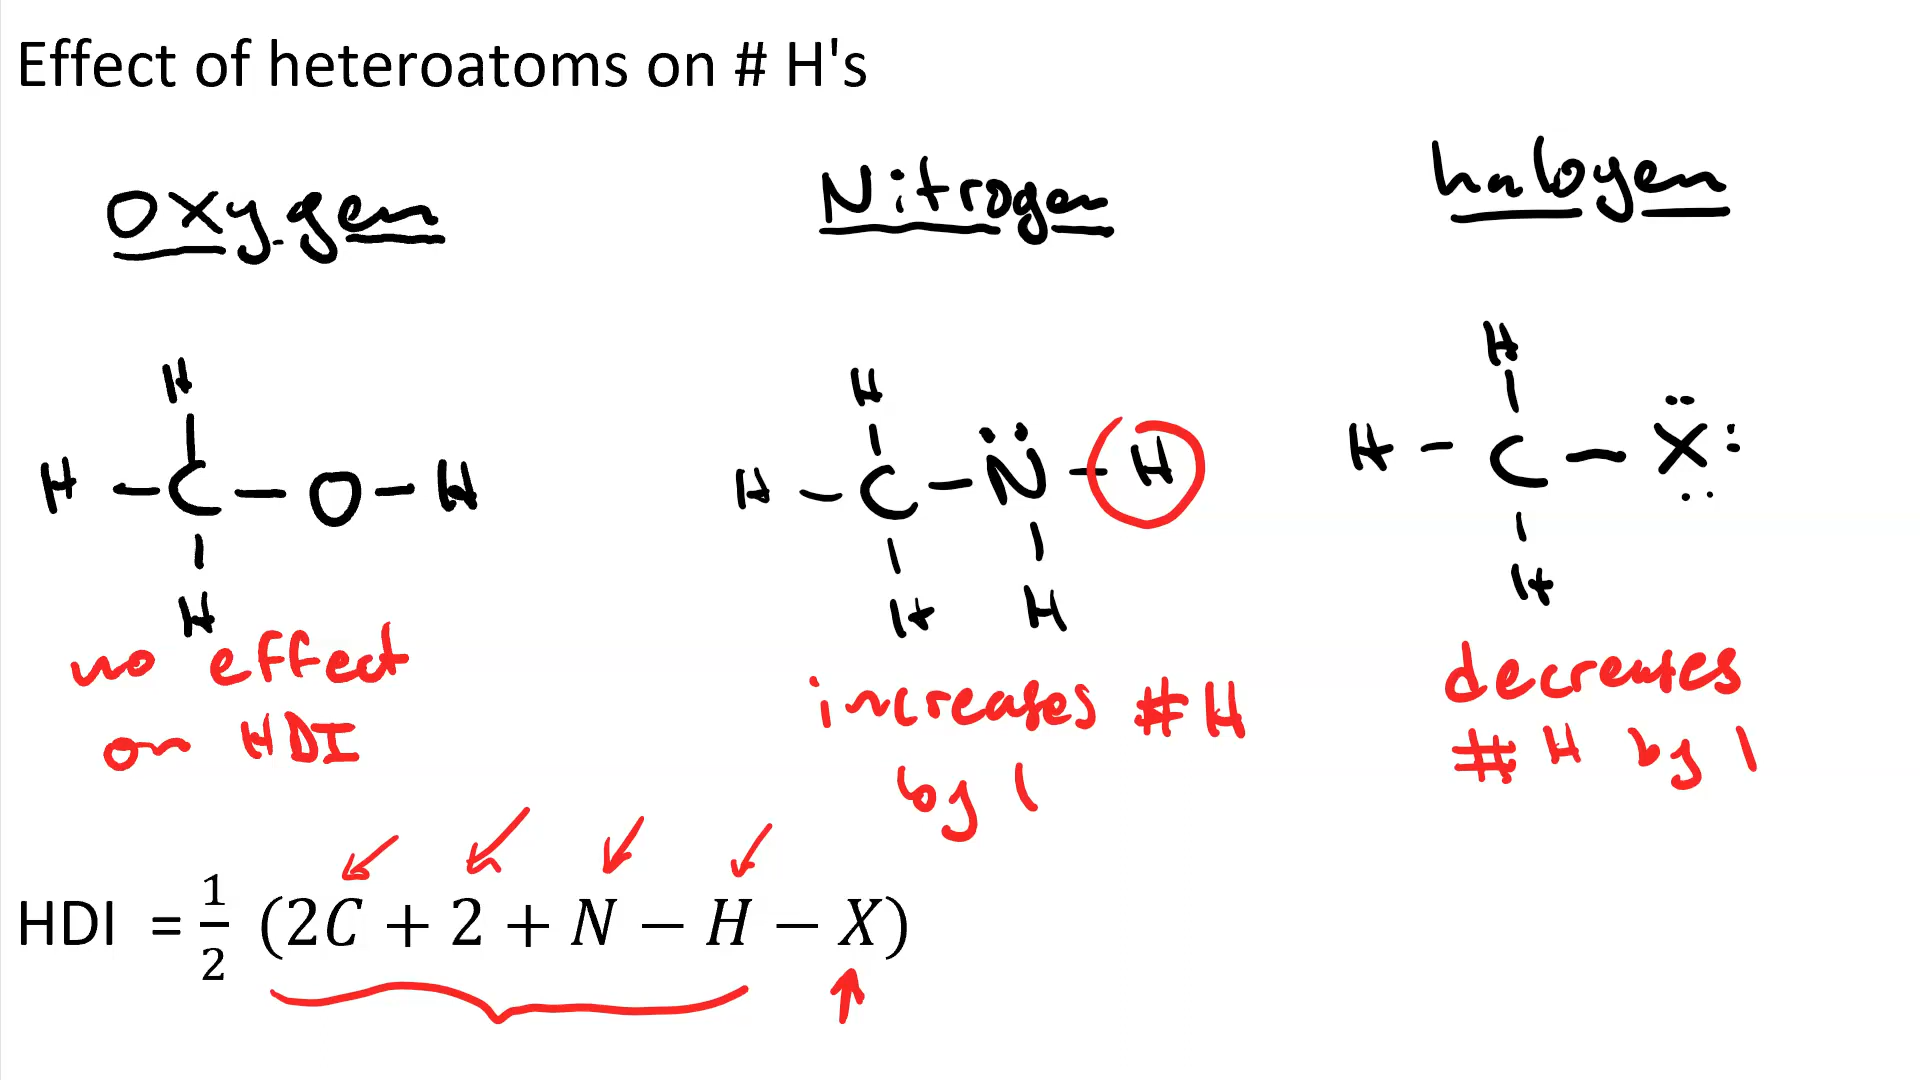 Effect of heteroatoms on # H's
oxygen
Nitrogen
halogen
H
H - C - O - H
H
H
H - C - N̈ - H
H H
H
H - C - X
H
no effect
on HDI
increases # H
by 1
decreases
# H by 1
HDI = 1/2 (2C + 2 + N − H − X)